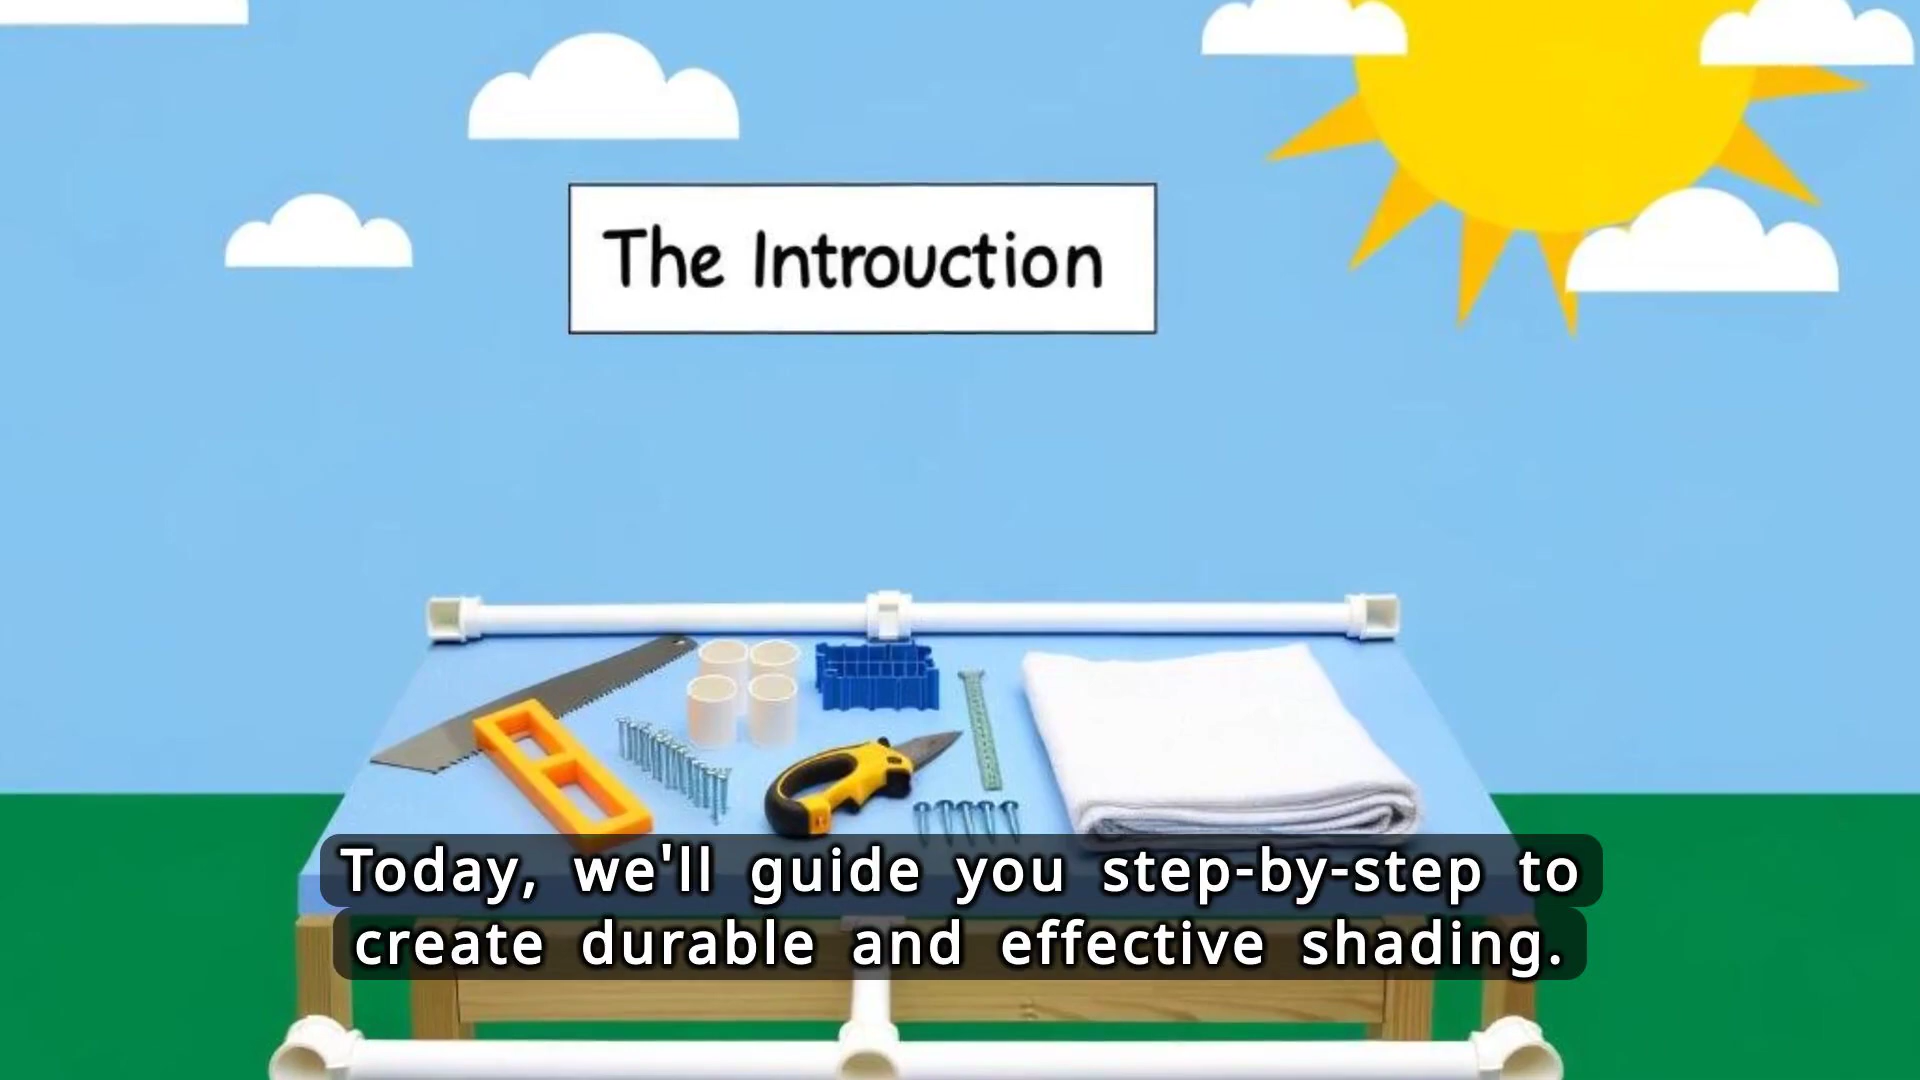 The Introuction
Today, we'll guide you step-by-step to
create durable and effective shading.